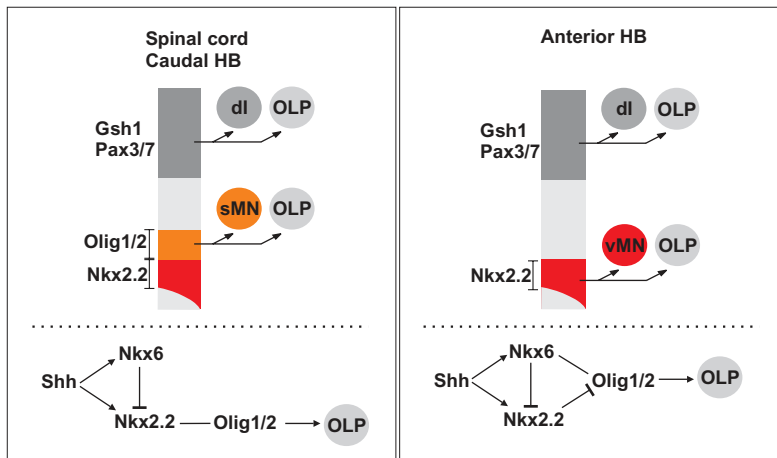 Spinal cord
Caudal HB
dI
OLP
Gsh1
Pax3/7
sMN
OLP
Olig1/2
Nkx2.2
Nkx6
Shh
Nkx2.2
Olig1/2
OLP
Anterior HB
dI
OLP
Gsh1
Pax3/7
vMN
OLP
Nkx2.2
Nkx6
Shh
Olig1/2
OLP
Nkx2.2